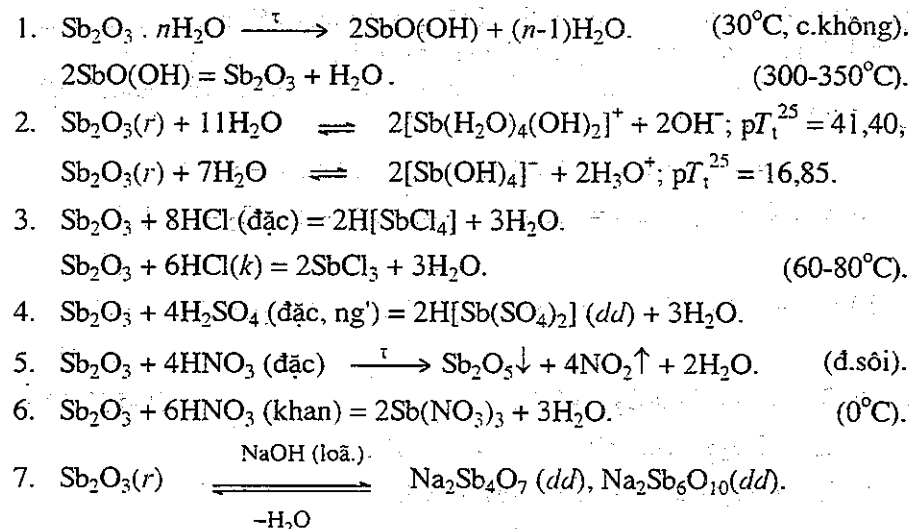 1. Sb₂O₃ . nH₂O —τ→ 2SbO(OH) + (n-1)H₂O. (30°C, c.không).
2SbO(OH) = Sb₂O₃ + H₂O. (300-350°C).
2. Sb₂O₃(r) + 11H₂O ⇌ 2[Sb(H₂O)₄(OH)₂]⁺ + 2OH⁻; pTₜ²⁵ = 41,40,
Sb₂O₃(r) + 7H₂O ⇌ 2[Sb(OH)₄]⁻ + 2H₃O⁺; pTₜ²⁵ = 16,85.
3. Sb₂O₃ + 8HCl (đặc) = 2H[SbCl₄] + 3H₂O.
Sb₂O₃ + 6HCl(k) = 2SbCl₃ + 3H₂O. (60-80°C).
4. Sb₂O₃ + 4H₂SO₄ (đặc, ng') = 2H[Sb(SO₄)₂] (dd) + 3H₂O.
5. Sb₂O₃ + 4HNO₃ (đặc) —τ→ Sb₂O₅↓ + 4NO₂↑ + 2H₂O. (đ.sôi).
6. Sb₂O₃ + 6HNO₃ (khan) = 2Sb(NO₃)₃ + 3H₂O. (0°C).
NaOH (loã.)
7. Sb₂O₃(r) ⇌ Na₂Sb₄O₇ (dd), Na₂Sb₆O₁₀(dd).
–H₂O